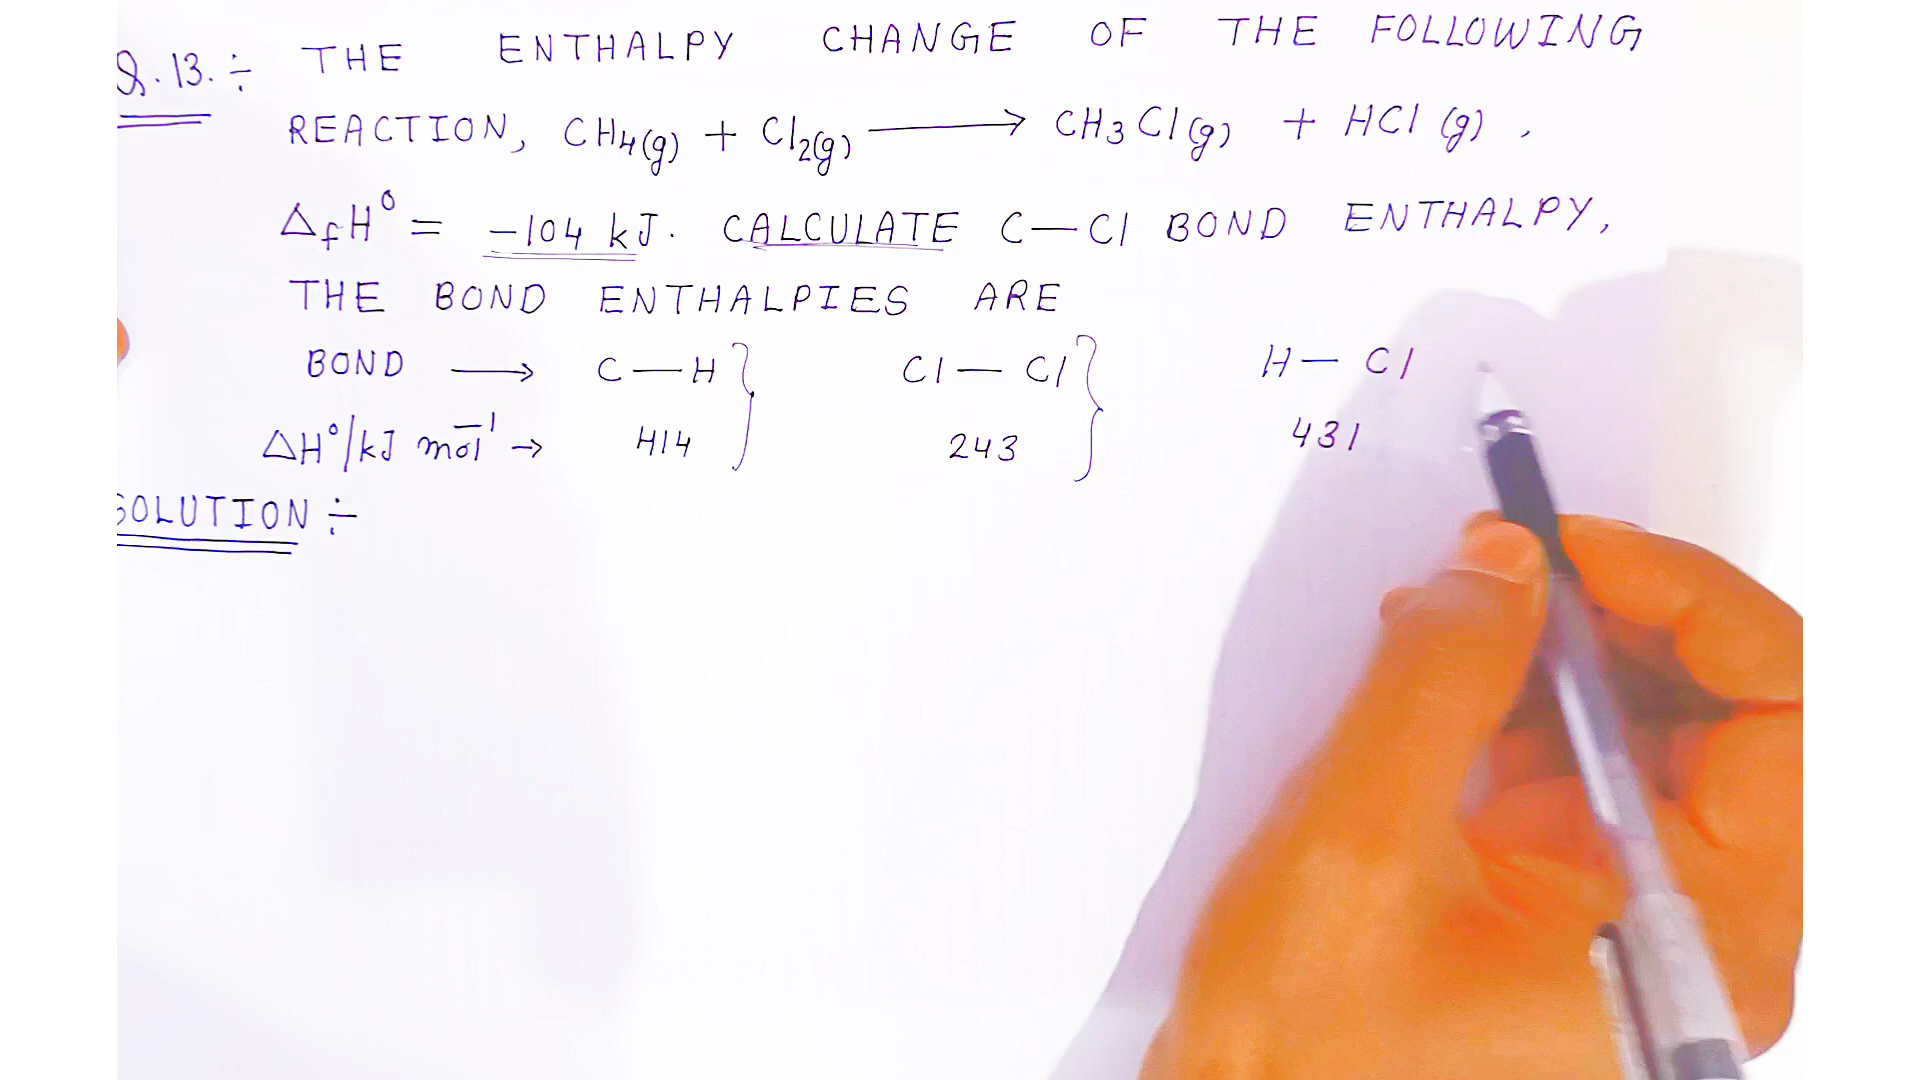 Q.13.÷ THE ENTHALPY CHANGE OF THE FOLLOWING
REACTION, CH4(g) + Cl2(g) ⟶ CH3Cl(g) + HCl (g) .
ΔfH° = -104 kJ. CALCULATE C—Cl BOND ENTHALPY,
THE BOND ENTHALPIES ARE
BOND ⟶ C—H } Cl—Cl } H—Cl
ΔH°/kJ mol⁻¹ → 414 243 431
SOLUTION ÷